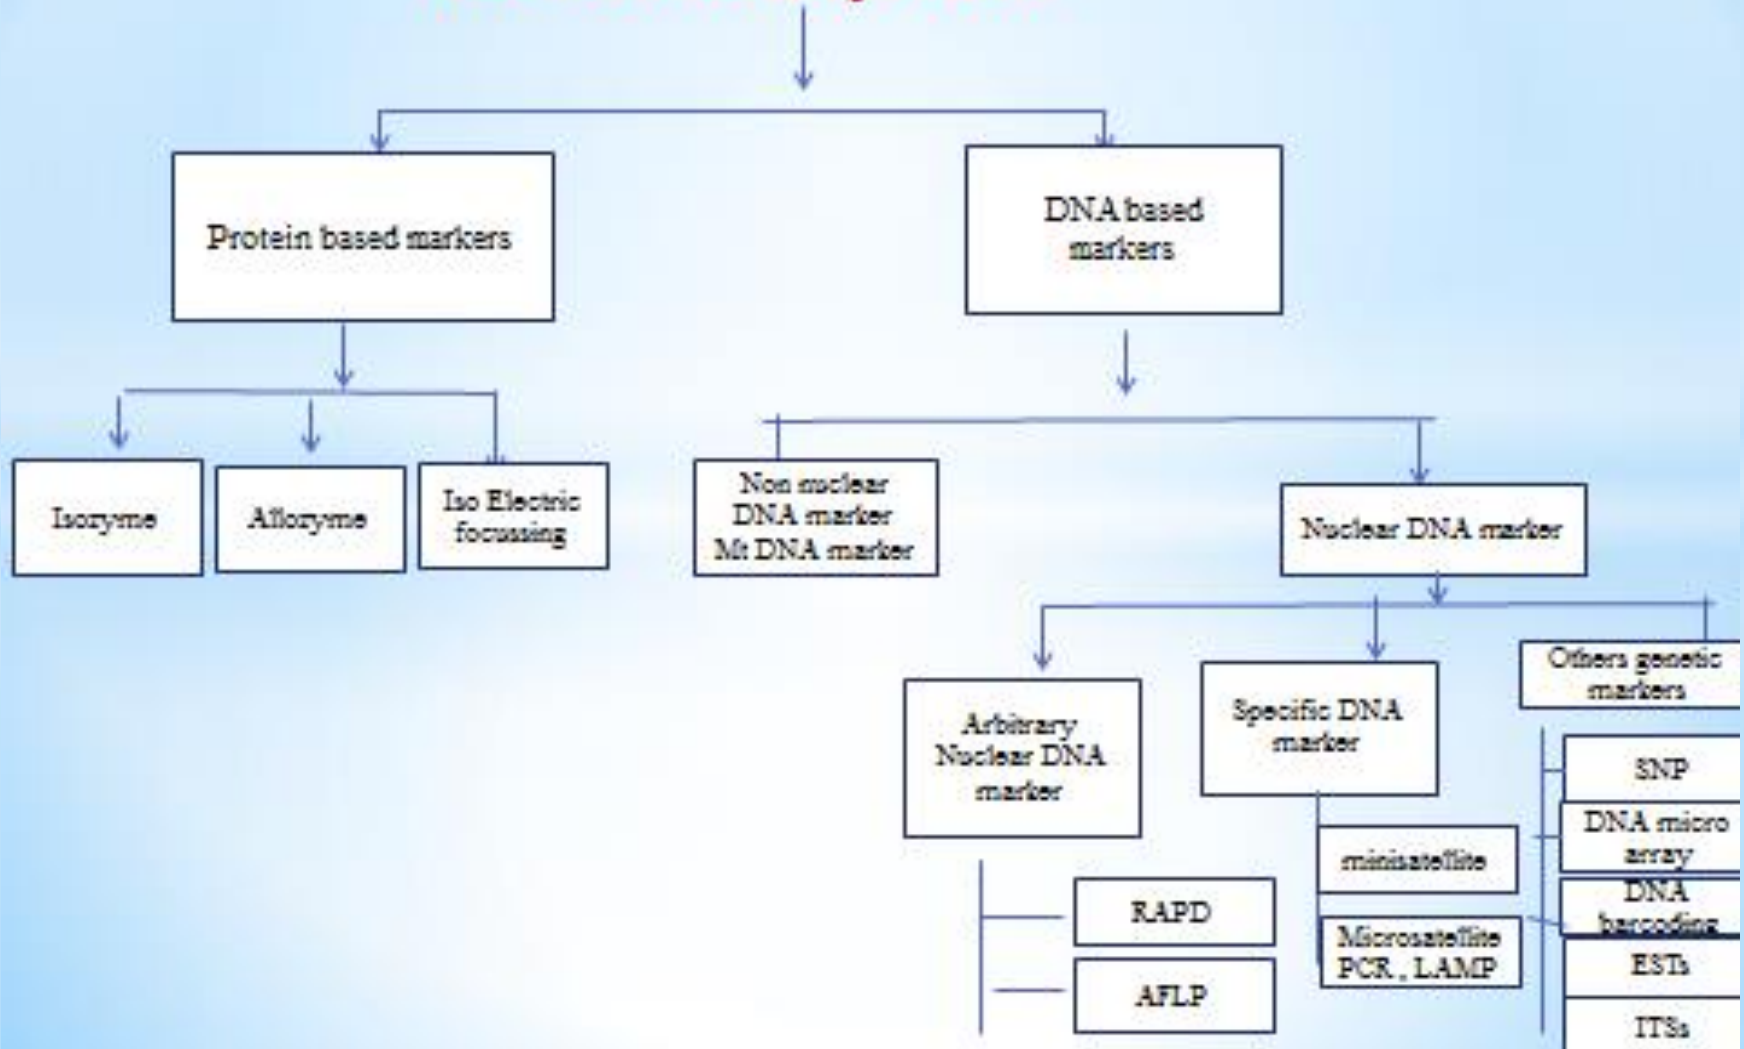 Protein based markers
DNA based
markers
Isozyme
Allozyme
Iso Electric
focussing
Non nuclear
DNA marker
Mt DNA marker
Nuclear DNA marker
Arbitrary
Nuclear DNA
marker
Specific DNA
marker
Others genetic
markers
RAPD
AFLP
minisatellite
Microsatellite
PCR , LAMP
SNP
DNA micro
array
DNA
barcoding
ESTs
ITSs